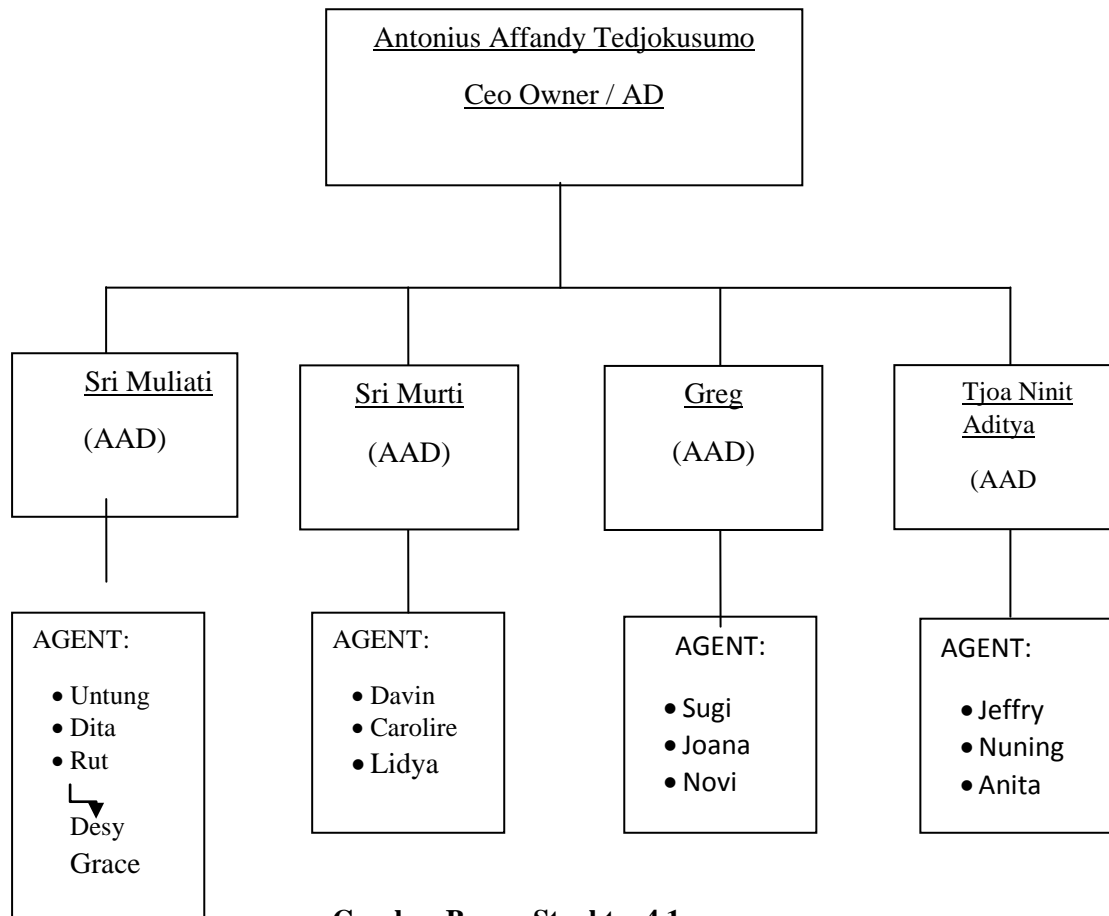 Antonius Affandy Tedjokusumo
Ceo Owner / AD
Sri Muliati
(AAD)
Sri Murti
(AAD)
Greg
(AAD)
Tjoa Ninit
Aditya
(AAD
AGENT:
• Untung
• Dita
• Rut
Desy
Grace
AGENT:
• Davin
• Carolire
• Lidya
AGENT:
• Sugi
• Joana
• Novi
AGENT:
• Jeffry
• Nuning
• Anita